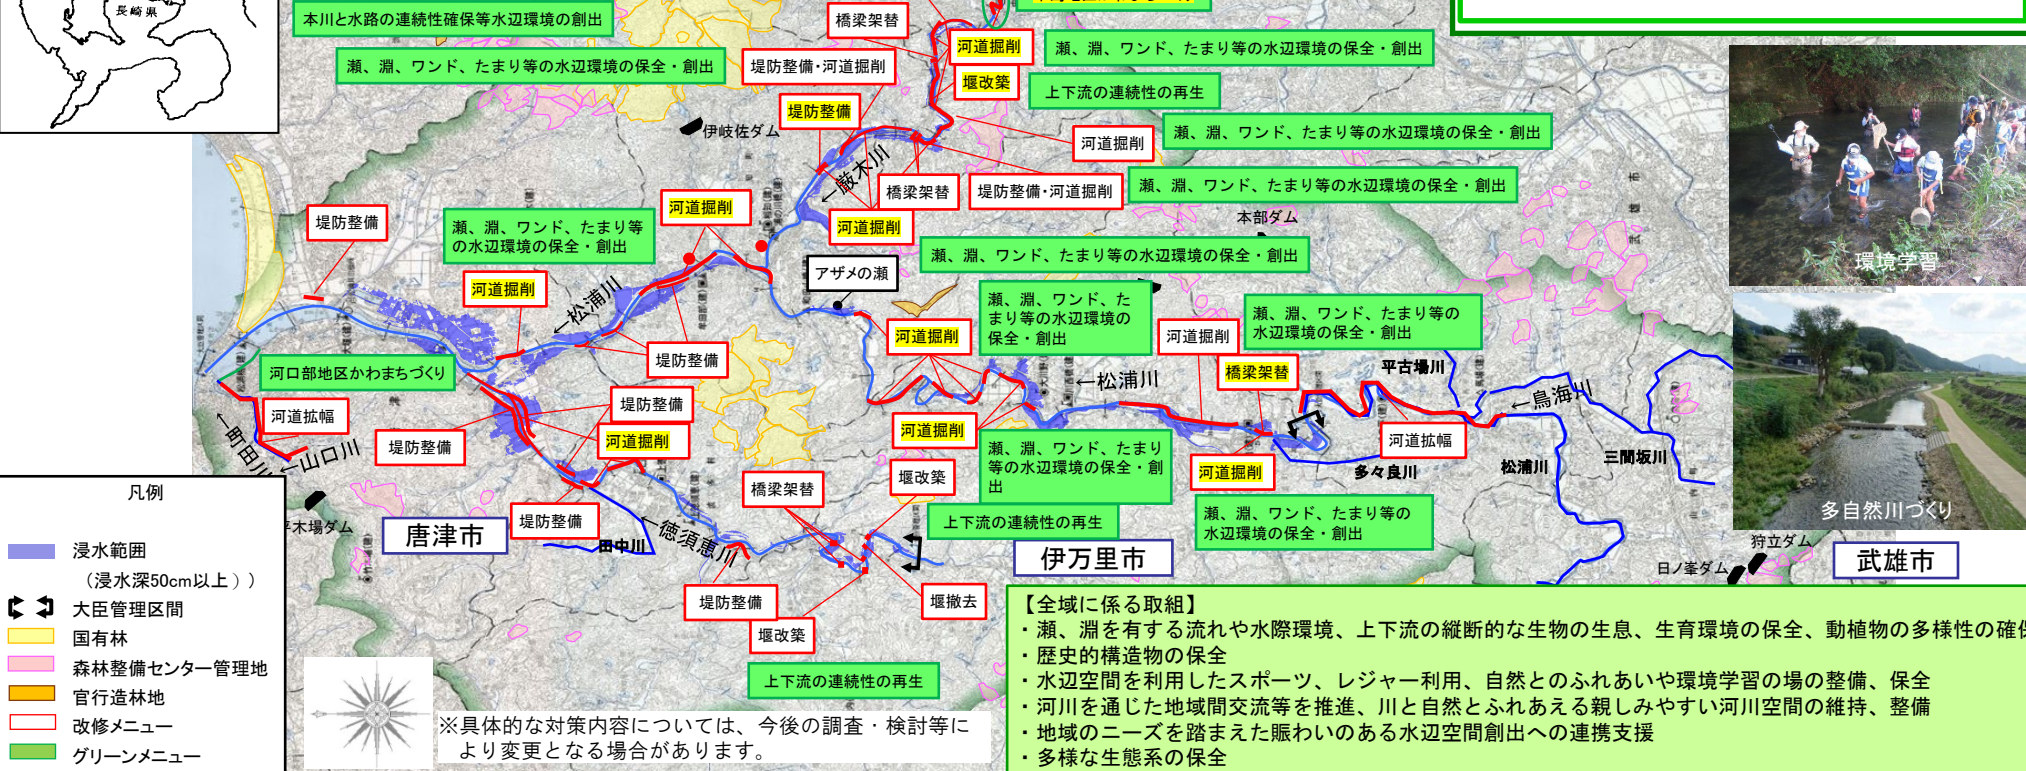 長崎県
本川と水路の連続性確保等水辺環境の創出
瀬、淵、ワンド、たまり等の水辺環境の保全・創出
橋梁架替
河道掘削
瀬、淵、ワンド、たまり等の水辺環境の保全・創出
堤防整備・河道掘削
堰改築
上下流の連続性の再生
堤防整備
伊岐佐ダム
河道掘削
瀬、淵、ワンド、たまり等の水辺環境の保全・創出
←厳木川
橋梁架替
堤防整備・河道掘削
瀬、淵、ワンド、たまり等の水辺環境の保全・創出
環境学習
堤防整備
瀬、淵、ワンド、たまり等
の水辺環境の保全・創出
河道掘削
河道掘削
本部ダム
瀬、淵、ワンド、たまり等の水辺環境の保全・創出
アザメの瀬
河道掘削
←松浦川
瀬、淵、ワンド、た
まり等の水辺環境の
保全・創出
河道掘削
河道掘削
瀬、淵、ワンド、たまり等の
水辺環境の保全・創出
堤防整備
河口部地区かわまちづくり
←松浦川
橋梁架替
平古場川
←鳥海川
河道拡幅
堤防整備
河道掘削
堤防整備
河道掘削
瀬、淵、ワンド、たまり
等の水辺環境の保全・創
出
河道拡幅
←町田川
←山口川
河道掘削
多々良川
松浦川
三間坂川
多自然川づくり
凡例
浸水範囲
(浸水深50cm以上))
大臣管理区間
国有林
森林整備センター管理地
官行造林地
改修メニュー
グリーンメニュー
平木場ダム
唐津市
堤防整備
田中川
←徳須恵川
橋梁架替
堰改築
上下流の連続性の再生
瀬、淵、ワンド、たまり等の
水辺環境の保全・創出
伊万里市
狩立ダム
日ノ峯ダム
武雄市
堤防整備
堰改築
堰撤去
上下流の連続性の再生
※具体的な対策内容については、今後の調査・検討等に
より変更となる場合があります。
【全域に係る取組】
・瀬、淵を有する流れや水際環境、上下流の縦断的な生物の生息、生育環境の保全、動植物の多様性の確保
・歴史的構造物の保全
・水辺空間を利用したスポーツ、レジャー利用、自然とのふれあいや環境学習の場の整備、保全
・河川を通じた地域間交流等を推進、川と自然とふれあえる親しみやすい河川空間の維持、整備
・地域のニーズを踏まえた賑わいのある水辺空間創出への連携支援
・多様な生態系の保全